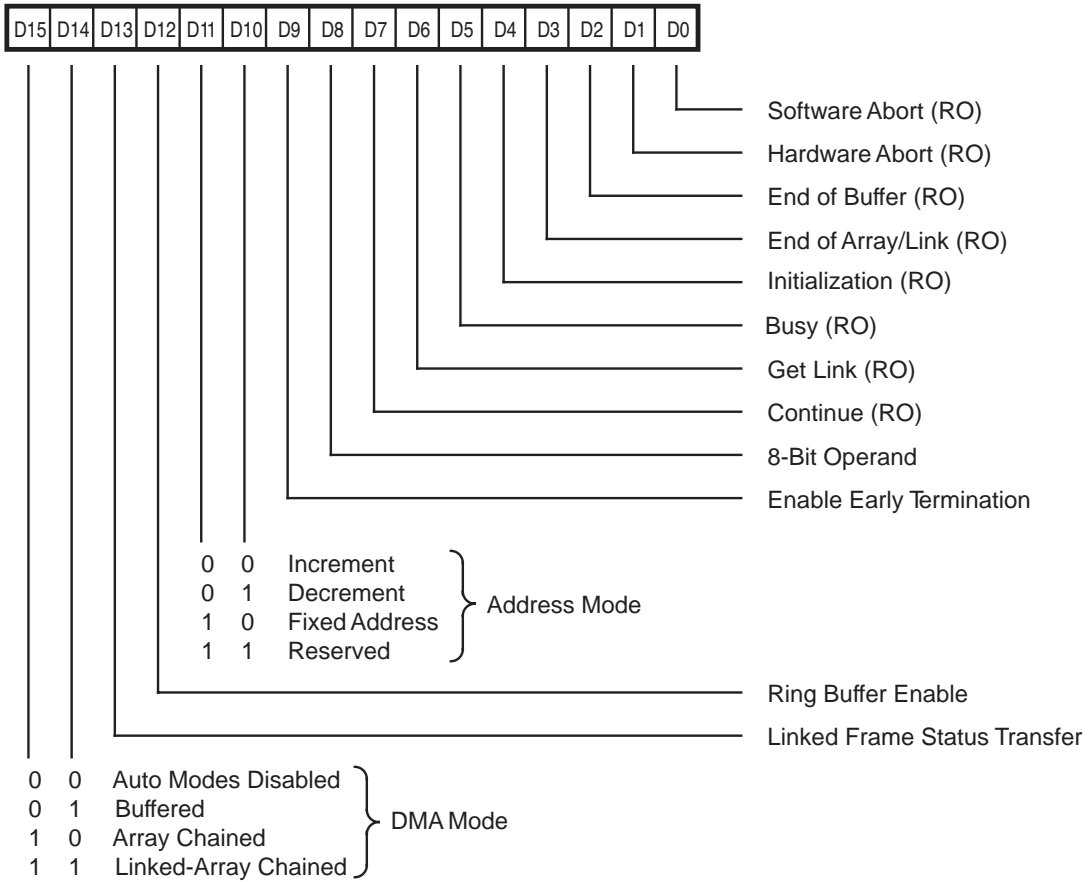 D15 D14 D13 D12 D11 D10 D9 D8 D7 D6 D5 D4 D3 D2 D1 D0
Software Abort (RO)
Hardware Abort (RO)
End of Buffer (RO)
End of Array/Link (RO)
Initialization (RO)
Busy (RO)
Get Link (RO)
Continue (RO)
8-Bit Operand
Enable Early Termination
0 0 Increment
0 1 Decrement
1 0 Fixed Address
1 1 Reserved
Address Mode
Ring Buffer Enable
Linked Frame Status Transfer
0 0 Auto Modes Disabled
0 1 Buffered
1 0 Array Chained
1 1 Linked-Array Chained
DMA Mode